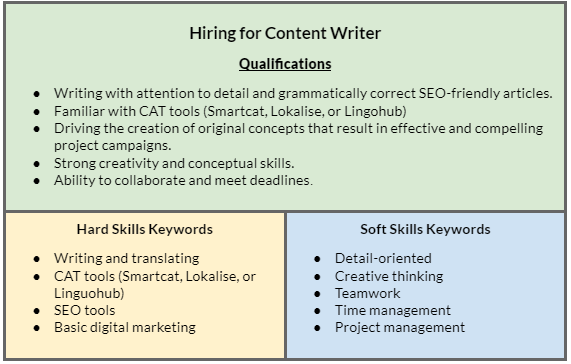 Hiring for Content Writer
Qualifications
● Writing with attention to detail and grammatically correct SEO-friendly articles.
● Familiar with CAT tools (Smartcat, Lokalise, or Lingohub)
● Driving the creation of original concepts that result in effective and compelling
project campaigns.
● Strong creativity and conceptual skills.
● Ability to collaborate and meet deadlines.
Hard Skills Keywords
● Writing and translating
● CAT tools (Smartcat, Lokalise, or
Linguohub)
● SEO tools
● Basic digital marketing
Soft Skills Keywords
● Detail-oriented
● Creative thinking
● Teamwork
● Time management
● Project management